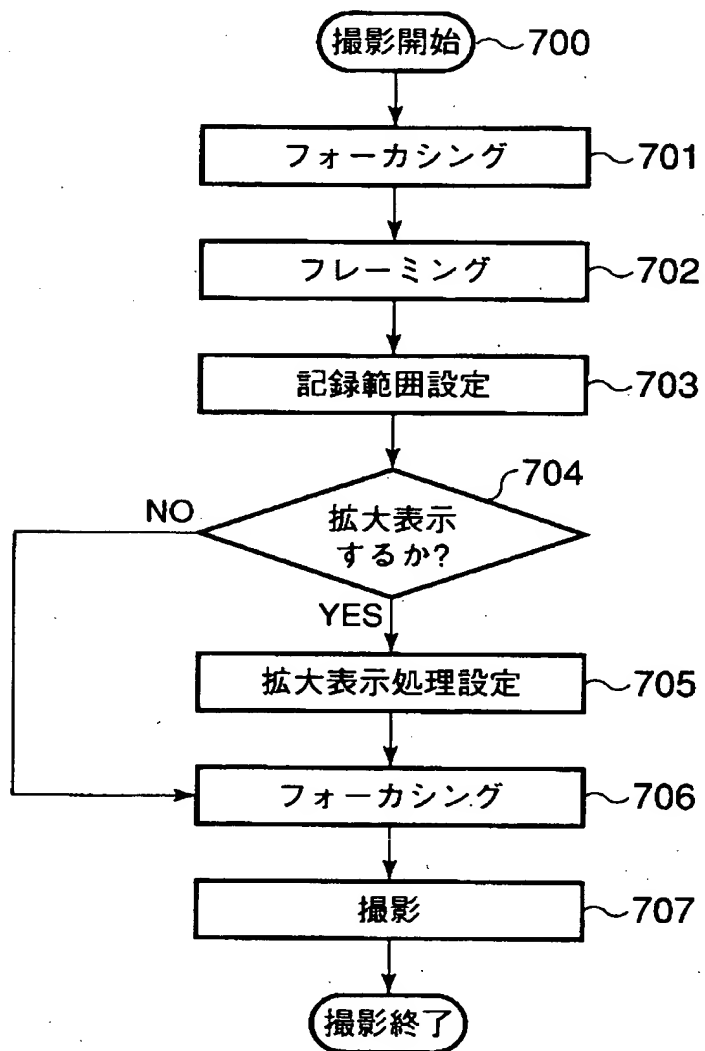 撮影開始 700
フォーカシング 701
フレーミング 702
記録範囲設定 703
704
NO
拡大表示
するか?
YES
拡大表示処理設定 705
フォーカシング 706
撮影 707
撮影終了